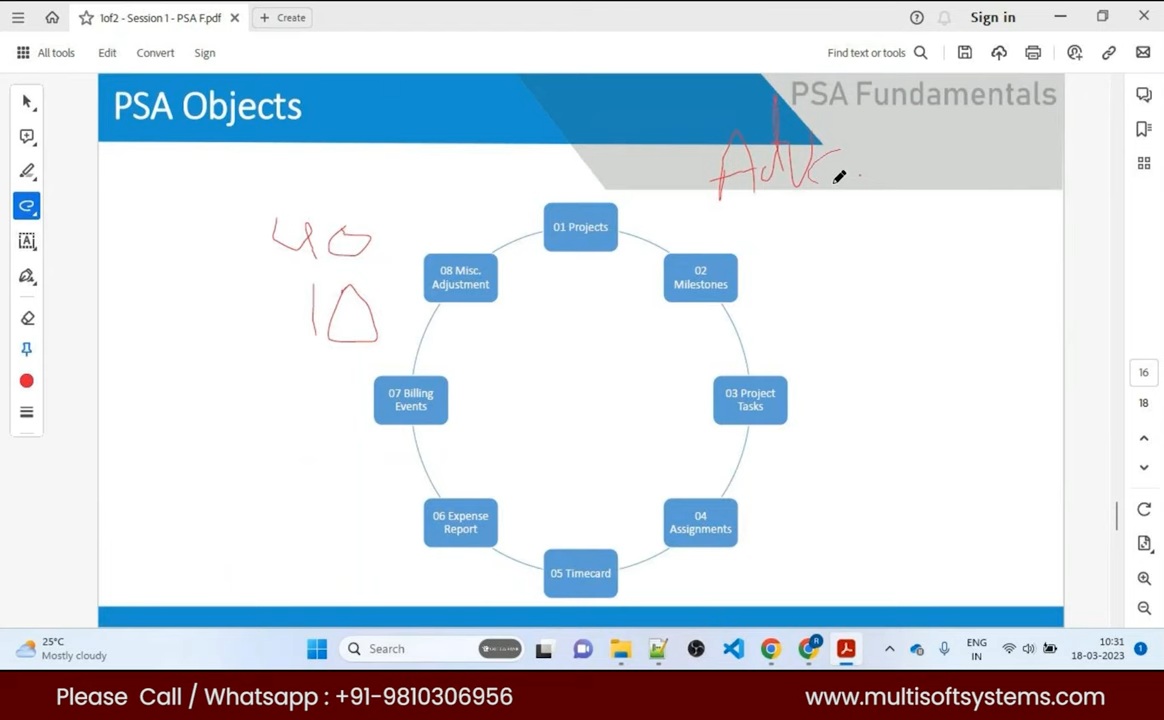 1of2 - Session 1 - PSA F.pdf
Create
Sign in
All tools Edit Convert Sign
Find text or tools
PSA Objects
PSA Fundamentals
40
10
01 Projects
02
Milestones
03 Project
Tasks
04
Assignments
05 Timecard
06 Expense
Report
07 Billing
Events
08 Misc.
Adjustment
16
18
25°C
Mostly cloudy
Search
R
ENG
IN
10:31
18-03-2023
1
Please Call / Whatsapp : +91-9810306956
www.multisoftsystems.com